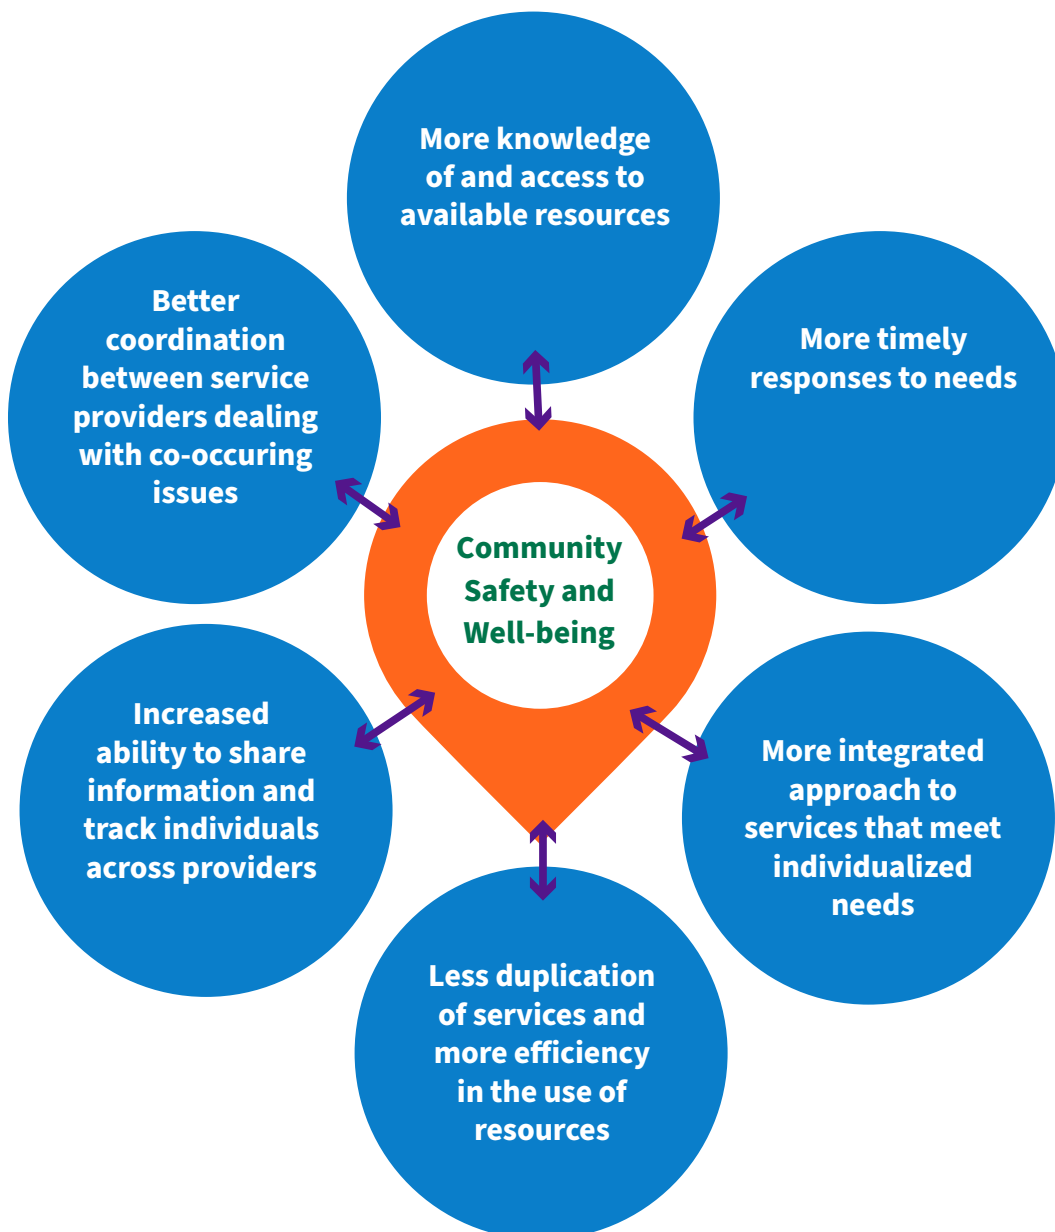 More knowledge
of and access to
available resources
Better
coordination
between service
providers dealing
with co-occuring
issues
More timely
responses to needs
Community
Safety and
Well-being
Increased
ability to share
information and
track individuals
across providers
More integrated
approach to
services that meet
individualized
needs
Less duplication
of services and
more efficiency
in the use of
resources